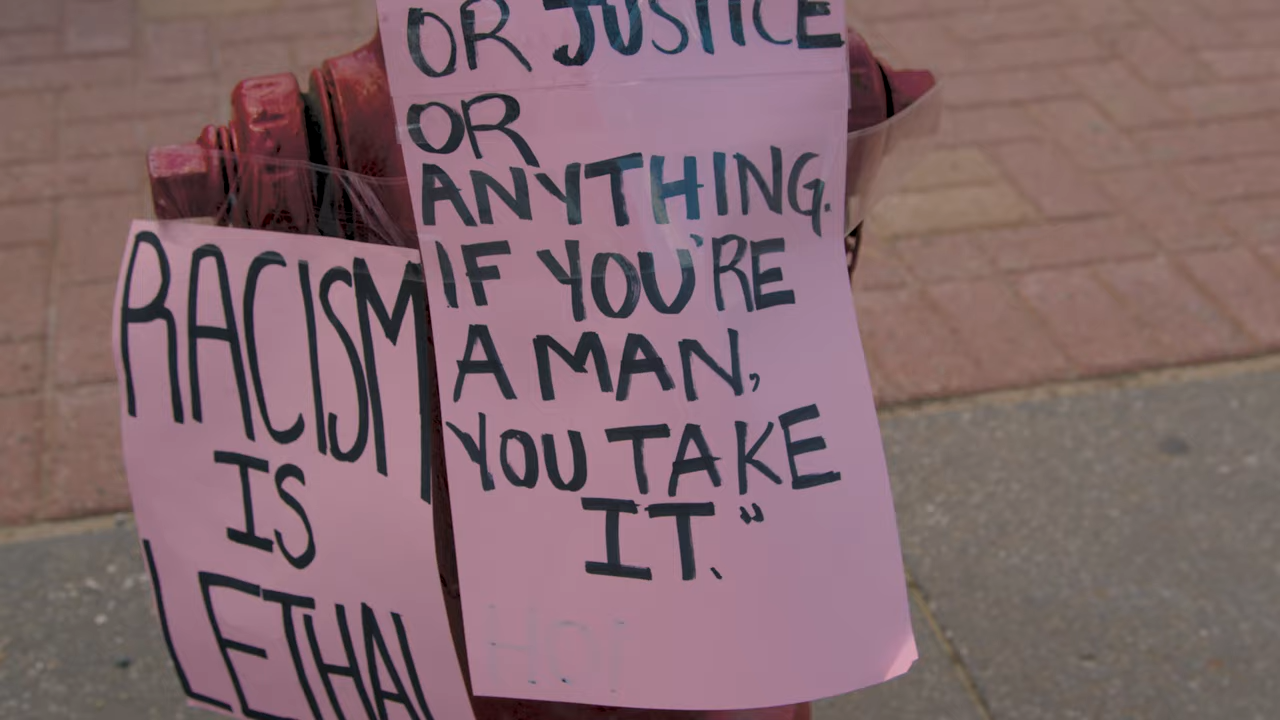 RACISM
IS
LETHAL
OR JUSTICE
OR
ANYTHING.
IF YOU'RE
A MAN,
YOU TAKE
IT."